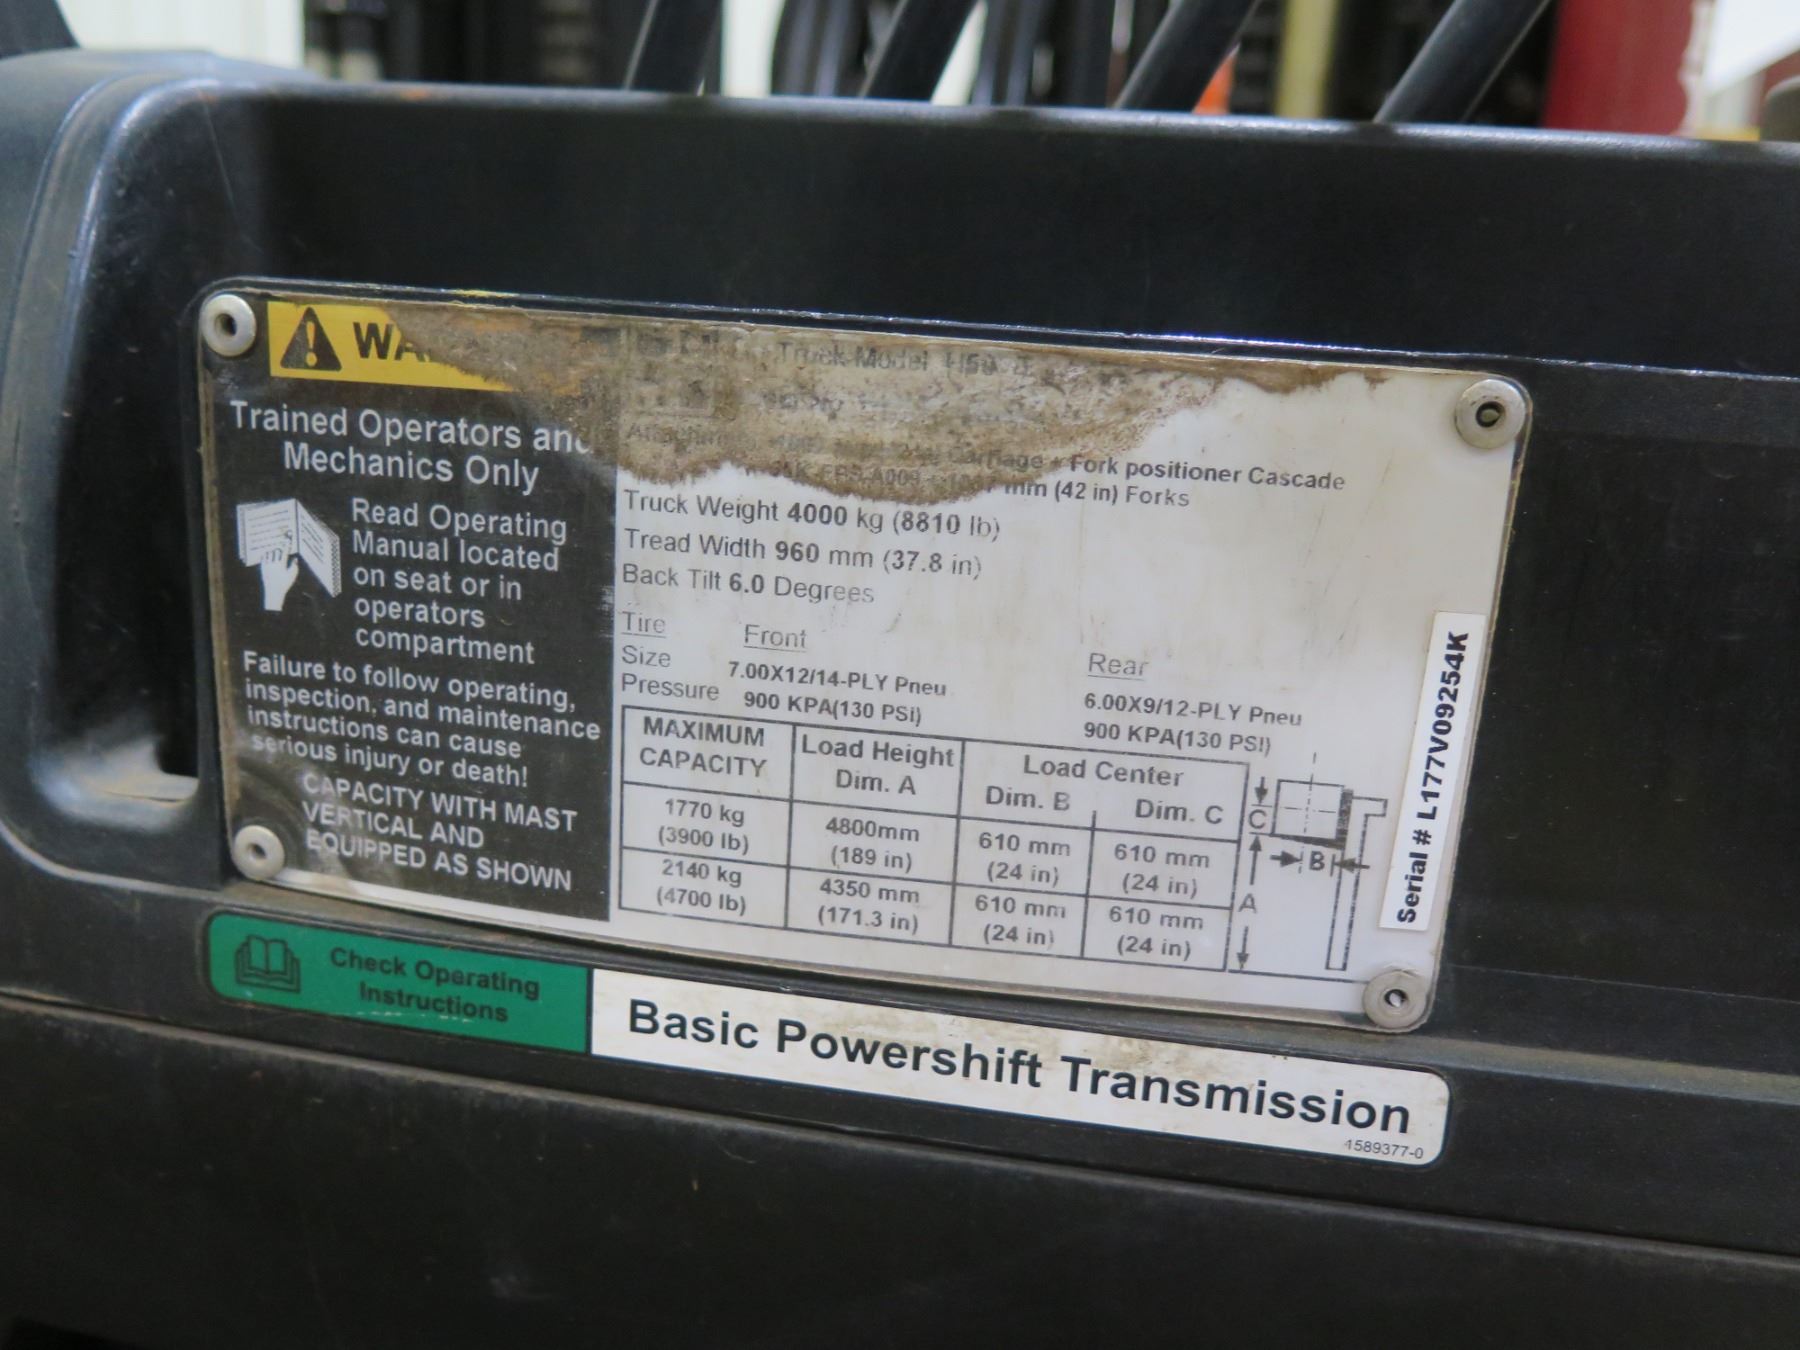 Trained Operators and
Mechanics Only
Read Operating
Manual located
on seat or in
operators
compartment
Failure to follow operating,
inspection, and maintenance
instructions can cause
serious injury or death!
CAPACITY WITH MAST
VERTICAL AND
EQUIPPED AS SHOWN
Truck Model
Carriage + Fork positioner Cascade
mm (42 in) Forks
Truck Weight 4000 kg (8810 lb)
Tread Width 960 mm (37.8 in)
Back Tilt 6.0 Degrees
Tire Front Rear
Size 7.00X12/14-PLY Pneu 6.00X9/12-PLY Pneu
Pressure 900 KPA(130 PSI) 900 KPA(130 PSI)
MAXIMUM CAPACITY Load Height Dim. A Load Center Dim. B Dim. C
1770 kg 4800mm 610 mm 610 mm
(3900 lb) (189 in) (24 in) (24 in)
2140 kg 4350 mm 610 mm 610 mm
(4700 lb) (171.3 in) (24 in) (24 in)
C
B
A
Serial # L177V09254K
Check Operating
Instructions
Basic Powershift Transmission
1589377-0